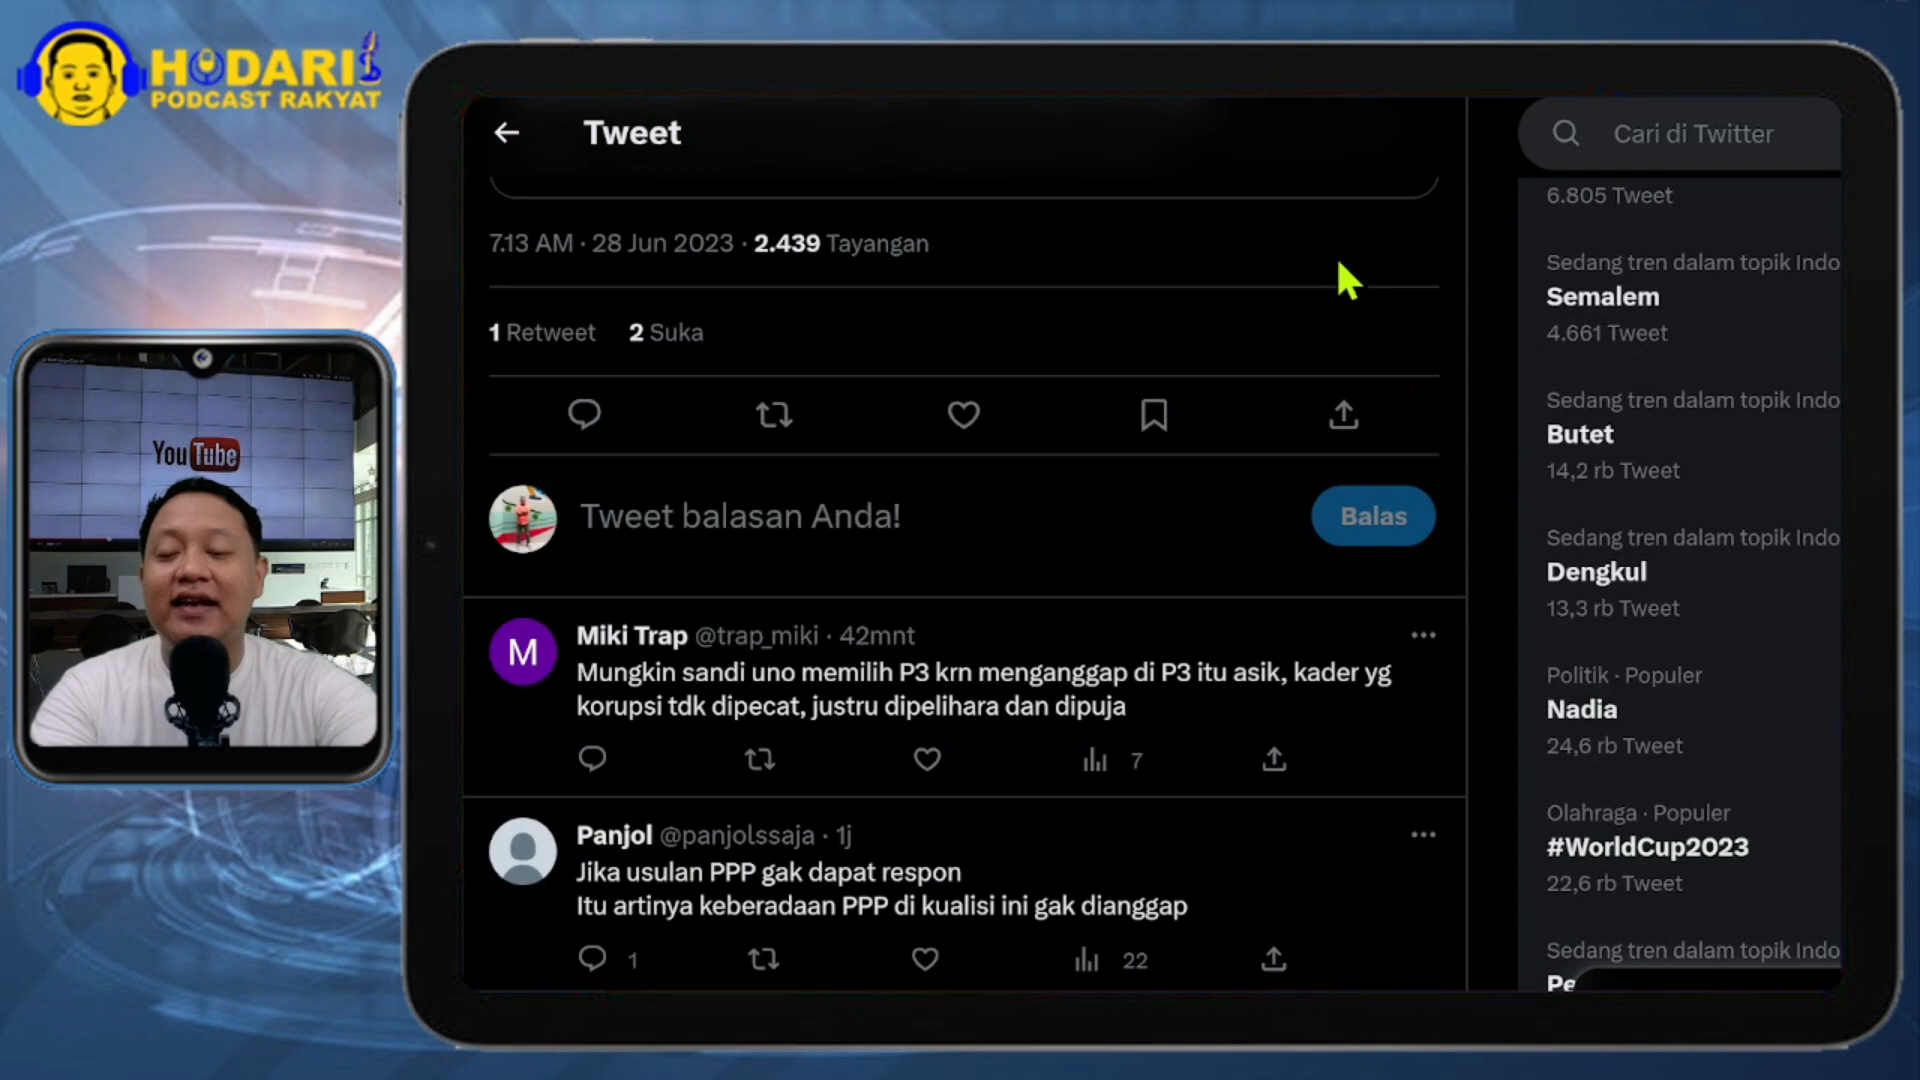 HODARI
PODCAST RAKYAT
YouTube
Tweet
7.13 AM · 28 Jun 2023 · 2.439 Tayangan
1 Retweet 2 Suka
Tweet balasan Anda!
Balas
M
Miki Trap @trap_miki · 42mnt
Mungkin sandi uno memilih P3 krn menganggap di P3 itu asik, kader yg
korupsi tdk dipecat, justru dipelihara dan dipuja
7
Panjol @panjolssaja · 1j
Jika usulan PPP gak dapat respon
Itu artinya keberadaan PPP di kualisi ini gak dianggap
1 22
Cari di Twitter
6.805 Tweet
Sedang tren dalam topik Indo
Semalem
4.661 Tweet
Sedang tren dalam topik Indo
Butet
14,2 rb Tweet
Sedang tren dalam topik Indo
Dengkul
13,3 rb Tweet
Politik · Populer
Nadia
24,6 rb Tweet
Olahraga · Populer
#WorldCup2023
22,6 rb Tweet
Sedang tren dalam topik Indo
Pe